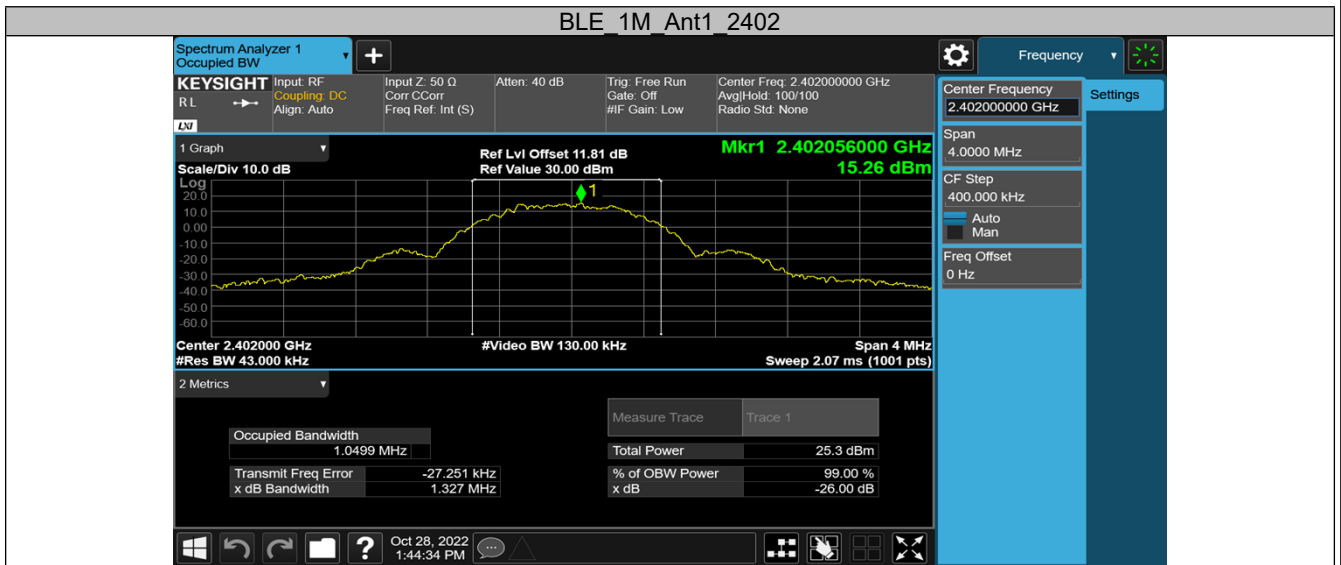 BLE_1M_Ant1_2402
Spectrum Analyzer 1
Occupied BW
Frequency
KEYSIGHT
R L
LXI
Input: RF
Coupling: DC
Align: Auto
Input Z: 50 Ω
Corr CCorr
Freq Ref: Int (S)
Atten: 40 dB
Trig: Free Run
Gate: Off
#IF Gain: Low
Center Freq: 2.402000000 GHz
Avg|Hold: 100/100
Radio Std: None
Center Frequency
2.402000000 GHz
Settings
Span
4.0000 MHz
CF Step
400.000 kHz
Auto
Man
Freq Offset
0 Hz
1 Graph
Scale/Div 10.0 dB
Ref Lvl Offset 11.81 dB
Ref Value 30.00 dBm
Mkr1 2.402056000 GHz
15.26 dBm
Log
20.0
10.0
0.00
-10.0
-20.0
-30.0
-40.0
-50.0
-60.0
1
Center 2.402000 GHz
#Video BW 130.00 kHz
Span 4 MHz
#Res BW 43.000 kHz
Sweep 2.07 ms (1001 pts)
2 Metrics
Measure Trace Trace 1
Occupied Bandwidth
1.0499 MHz
Total Power 25.3 dBm
Transmit Freq Error -27.251 kHz
% of OBW Power 99.00 %
x dB Bandwidth 1.327 MHz
x dB -26.00 dB
Oct 28, 2022
1:44:34 PM